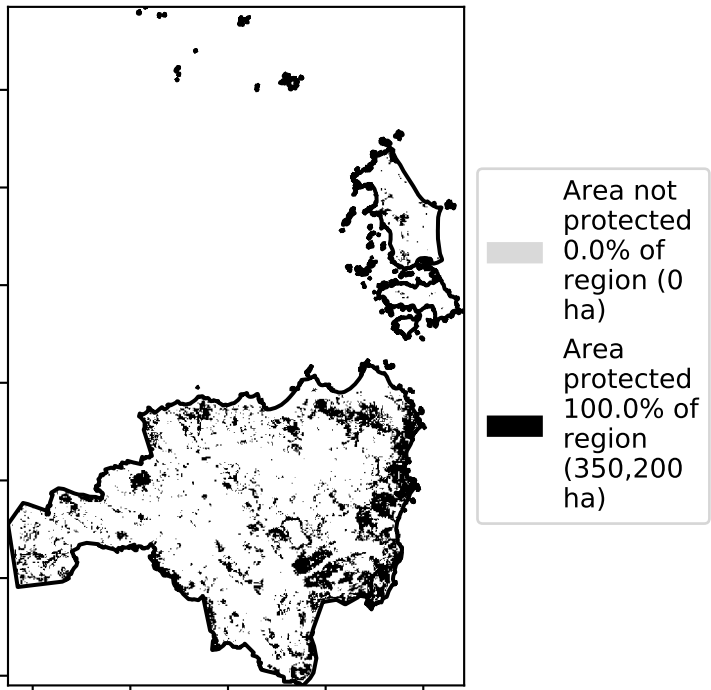 Area not
protected
0.0% of
region (0
ha)
Area
protected
100.0% of
region
(350,200
ha)